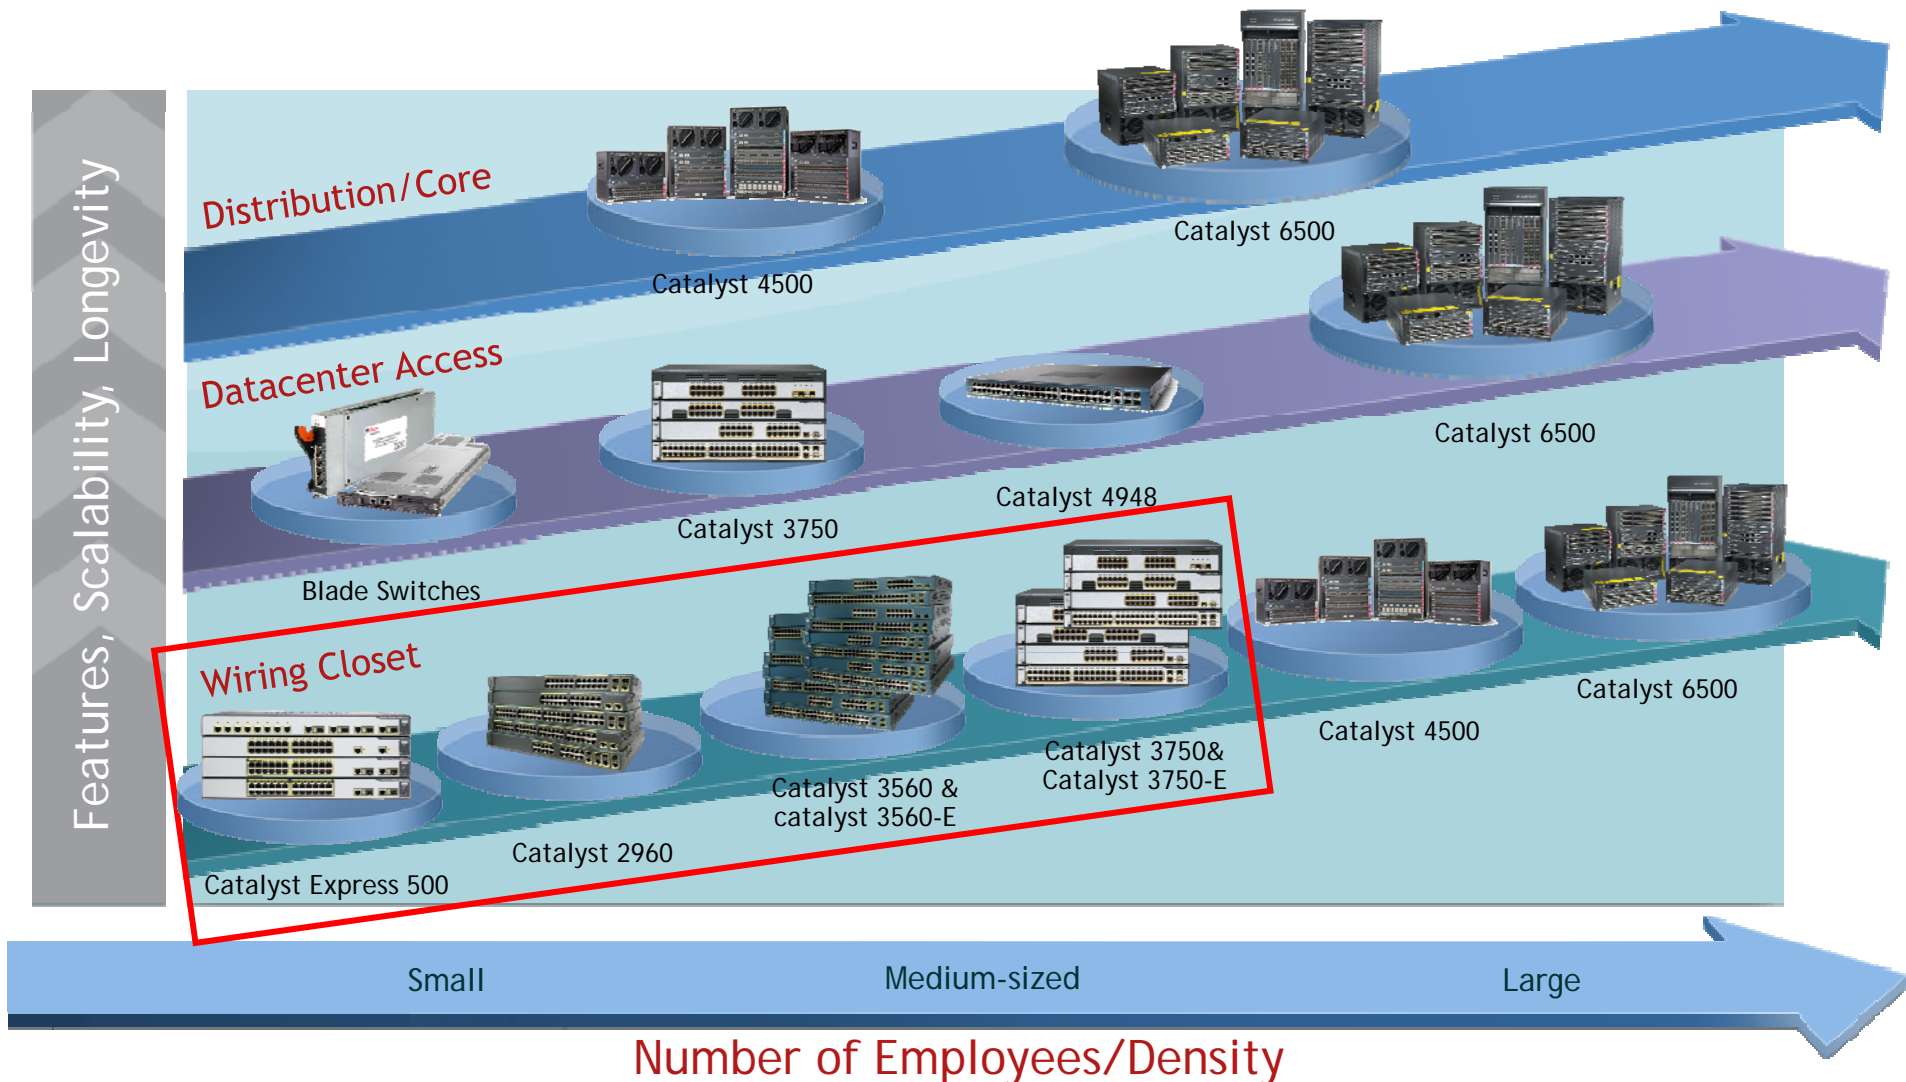 Features, Scalability, Longevity
Distribution/Core
Catalyst 4500
Catalyst 6500
Datacenter Access
Blade Switches
Catalyst 3750
Catalyst 4948
Catalyst 6500
Wiring Closet
Catalyst Express 500
Catalyst 2960
Catalyst 3560 &
catalyst 3560-E
Catalyst 3750&
Catalyst 3750-E
Catalyst 4500
Catalyst 6500
Small
Medium-sized
Large
Number of Employees/Density